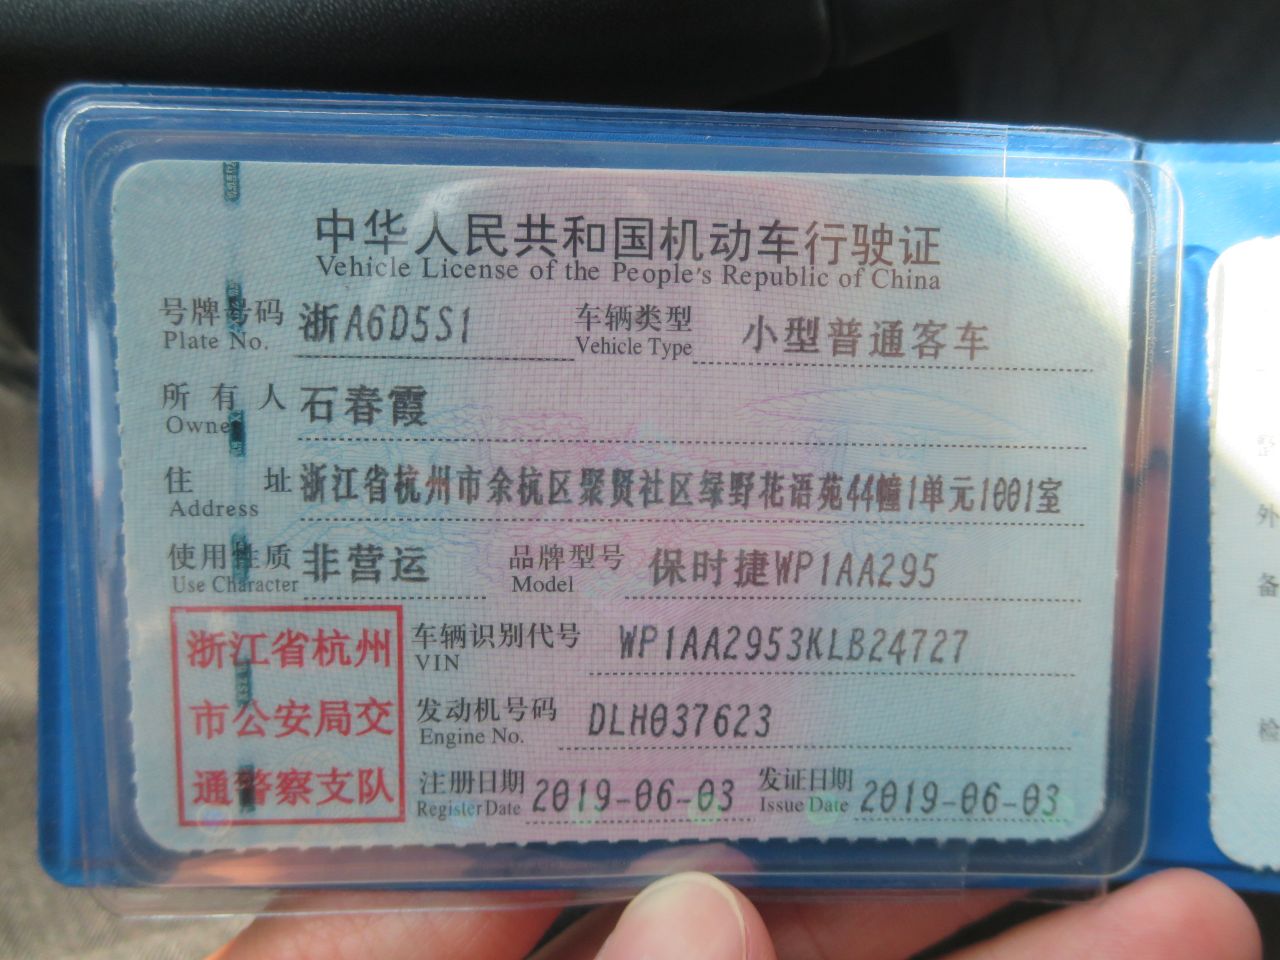 中华人民共和国机动车行驶证
Vehicle License of the People's Republic of China
号牌号码 浙A6D5S1 车辆类型 小型普通客车
Plate No. Vehicle Type
所有人 石春霞
Owner
住址 浙江省杭州市余杭区聚贤社区绿野花语苑44幢1单元1001室
Address
使用性质 非营运 品牌型号 保时捷WP1AA295
Use Character Model
浙江省杭州 车辆识别代号 WP1AA2953KLB24727
VIN
市公安局交 发动机号码 DLH037623
Engine No.
通警察支队 注册日期 2019-06-03 发证日期 2019-06-03
Register Date Issue Date
外
备
检